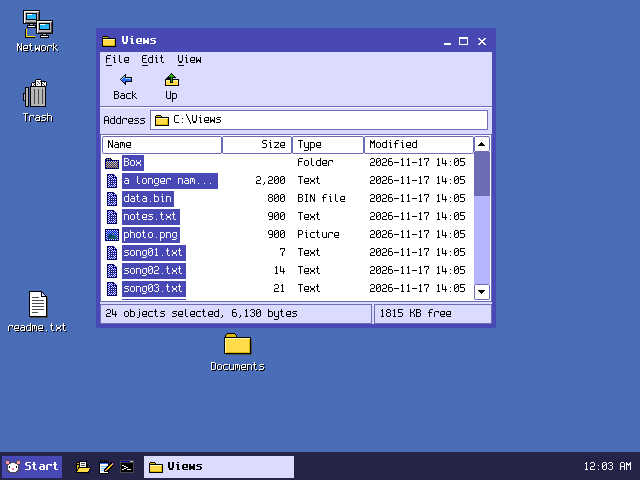 Network
Trash
readme.txt
Documents
Views
File Edit View
Back Up
Address C:\Views
Name Size Type Modified
Box Folder 2026-11-17 14:05
a longer nam... 2,200 Text 2026-11-17 14:05
data.bin 800 BIN file 2026-11-17 14:05
notes.txt 900 Text 2026-11-17 14:05
photo.png 900 Picture 2026-11-17 14:05
song01.txt 7 Text 2026-11-17 14:05
song02.txt 14 Text 2026-11-17 14:05
song03.txt 21 Text 2026-11-17 14:05
24 objects selected, 6,130 bytes 1815 KB free
Start Views 12:03 AM